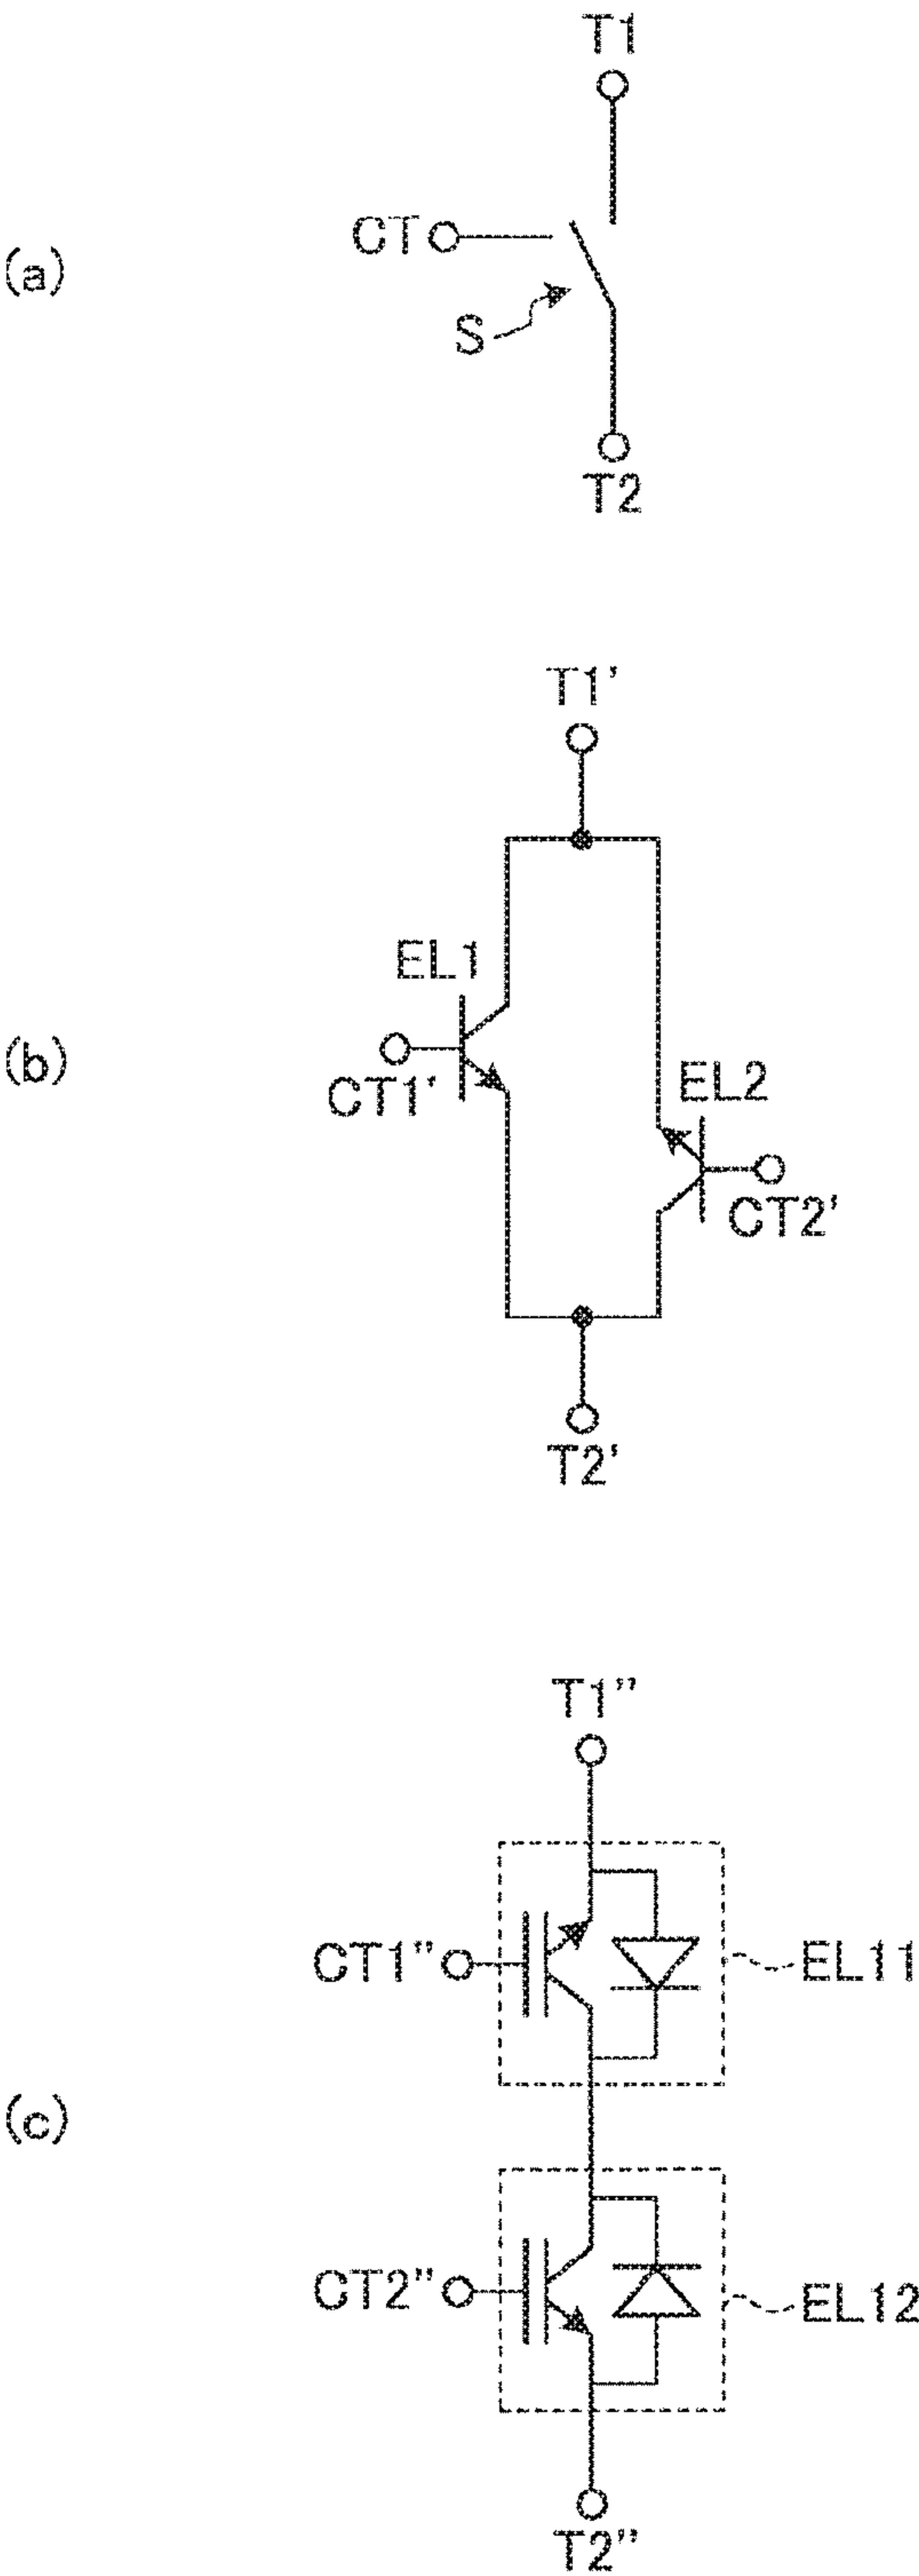 (a)
T1
CT
S
T2
(b)
T1'
EL1
CT1'
EL2
CT2'
T2'
(c)
T1”
CT1”
EL11
CT2”
EL12
T2”